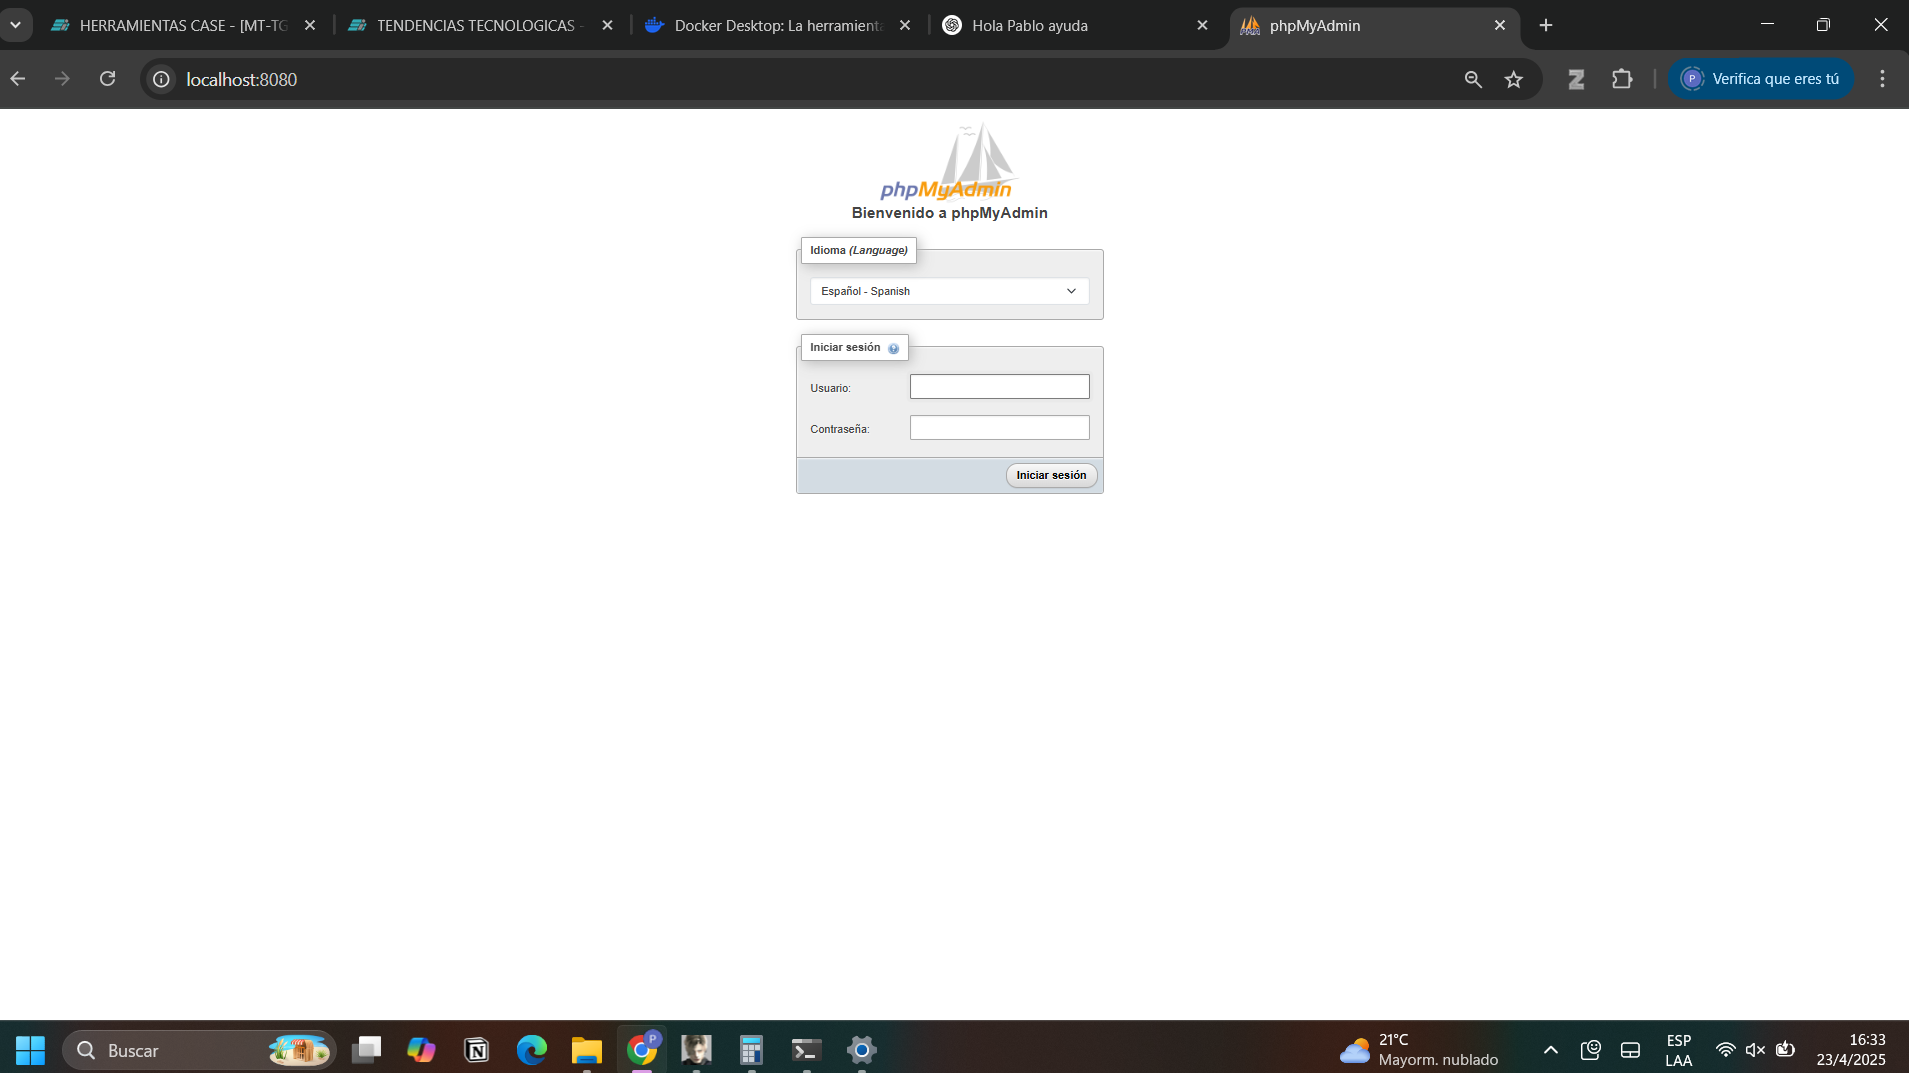 HERRAMIENTAS CASE - [MT-TG
TENDENCIAS TECNOLOGICAS -
Docker Desktop: La herramienta
Hola Pablo ayuda
phpMyAdmin
localhost:8080
P
Verifica que eres tú
phpMyAdmin
Bienvenido a phpMyAdmin
Idioma (Language)
Español - Spanish
Iniciar sesión
Usuario:
Contraseña:
Iniciar sesión
Buscar
P
21°C
Mayorm. nublado
ESP
LAA
16:33
23/4/2025